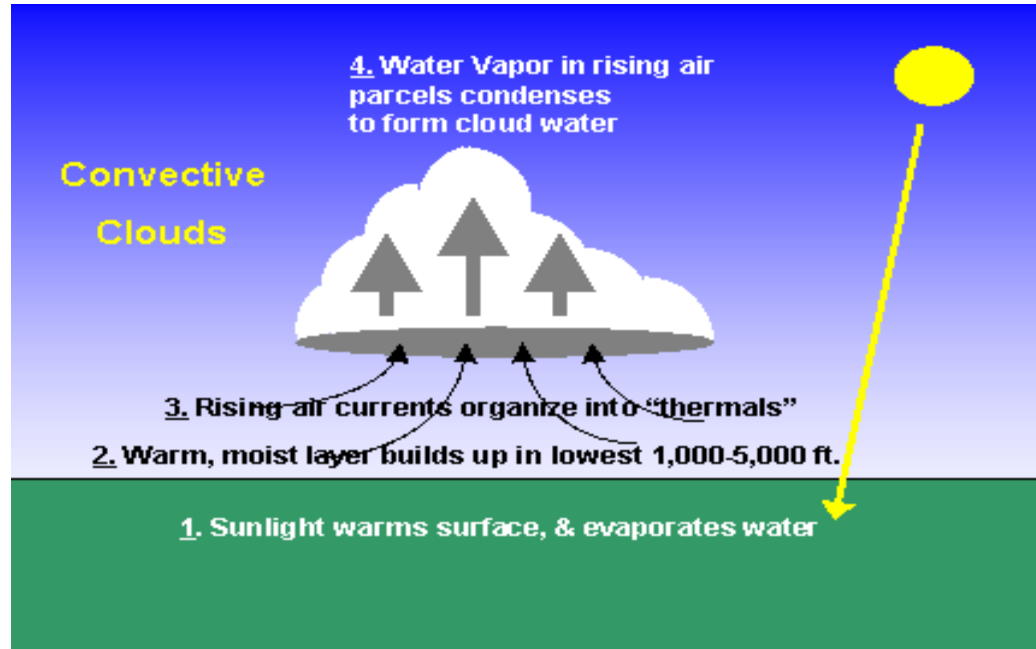 4. Water Vapor in rising air
parcels condenses
to form cloud water
Convective
Clouds
3. Rising air currents organize into “thermals”
2. Warm, moist layer builds up in lowest 1,000-5,000 ft.
1. Sunlight warms surface, & evaporates water